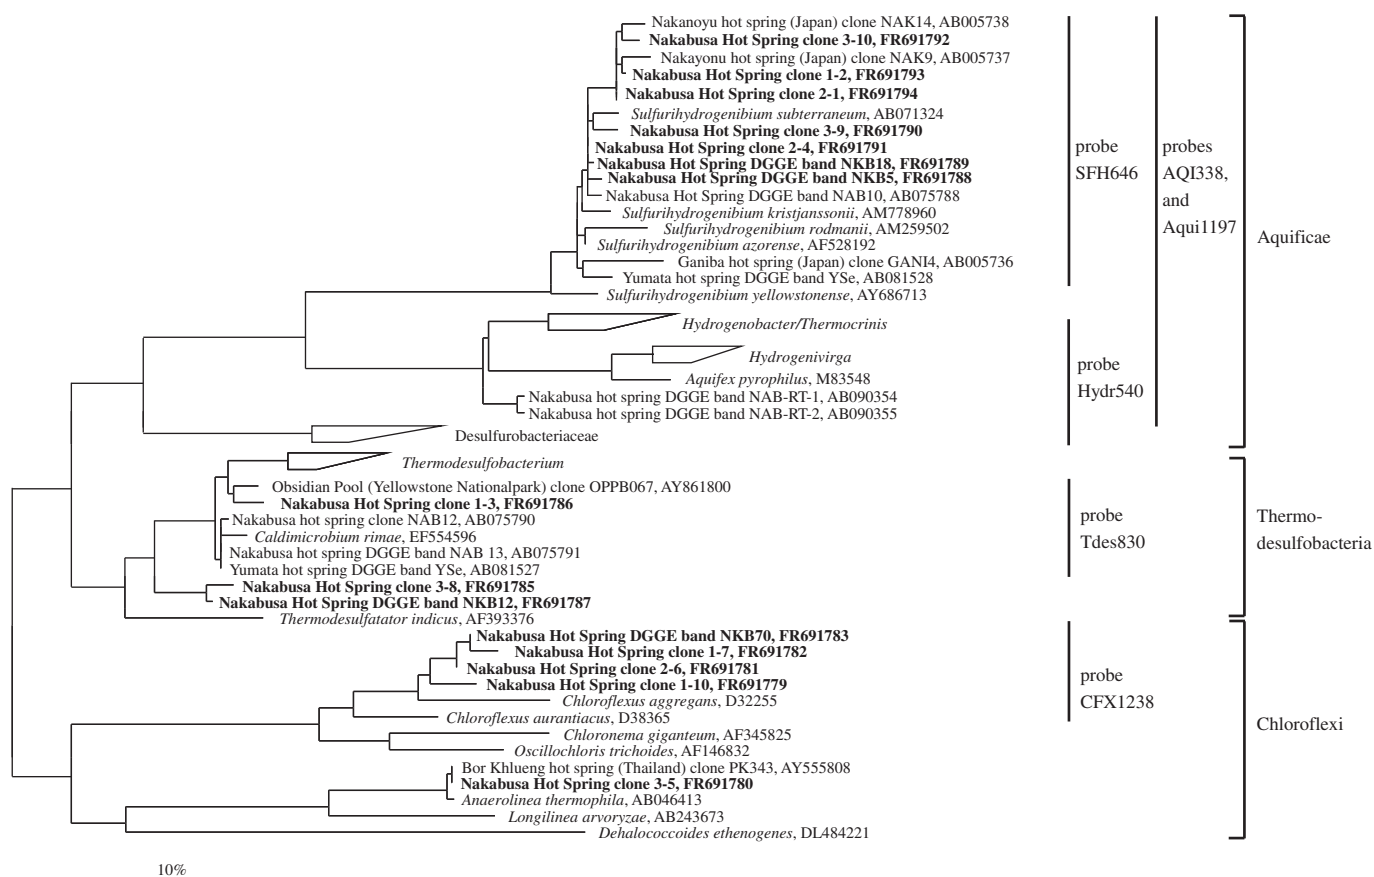 Nakanoyu hot spring (Japan) clone NAK14, AB005738
Nakabusa Hot Spring clone 3-10, FR691792
Nakayonu hot spring (Japan) clone NAK9, AB005737
Nakabusa Hot Spring clone 1-2, FR691793
Nakabusa Hot Spring clone 2-1, FR691794
Sulfurihydrogenibium subterraneum, AB071324
Nakabusa Hot Spring clone 3-9, FR691790
Nakabusa Hot Spring clone 2-4, FR691791
Nakabusa Hot Spring DGGE band NKB18, FR691789
Nakabusa Hot Spring DGGE band NKB5, FR691788
Nakabusa Hot Spring DGGE band NAB10, AB075788
Sulfurihydrogenibium kristjanssonii, AM778960
Sulfurihydrogenibium rodmanii, AM259502
Sulfurihydrogenibium azorense, AF528192
Ganiba hot spring (Japan) clone GANI4, AB005736
Yumata hot spring DGGE band YSe, AB081528
Sulfurihydrogenibium yellowstonense, AY686713
Hydrogenobacter/Thermocrinis
Hydrogenivirga
Aquifex pyrophilus, M83548
Nakabusa hot spring DGGE band NAB-RT-1, AB090354
Nakabusa hot spring DGGE band NAB-RT-2, AB090355
Desulfurobacteriaceae
Thermodesulfobacterium
Obsidian Pool (Yellowstone Nationalpark) clone OPPB067, AY861800
Nakabusa Hot Spring clone 1-3, FR691786
Nakabusa hot spring clone NAB12, AB075790
Caldimicrobium rimae, EF554596
Nakabusa hot spring DGGE band NAB 13, AB075791
Yumata hot spring DGGE band YSe, AB081527
Nakabusa Hot Spring clone 3-8, FR691785
Nakabusa Hot Spring DGGE band NKB12, FR691787
Thermodesulfatator indicus, AF393376
Nakabusa Hot Spring DGGE band NKB70, FR691783
Nakabusa Hot Spring clone 1-7, FR691782
Nakabusa Hot Spring clone 2-6, FR691781
Nakabusa Hot Spring clone 1-10, FR691779
Chloroflexus aggregans, D32255
Chloroflexus aurantiacus, D38365
Chloronema giganteum, AF345825
Oscillochloris trichoides, AF146832
Bor Khlueng hot spring (Thailand) clone PK343, AY555808
Nakabusa Hot Spring clone 3-5, FR691780
Anaerolinea thermophila, AB046413
Longilinea arvoryzae, AB243673
Dehalococcoides ethenogenes, DL484221
10%
probe
SFH646
probes
AQI338,
and
Aqui1197
Aquificae
probe
Hydr540
probe
Tdes830
Thermo-
desulfobacteria
probe
CFX1238
Chloroflexi